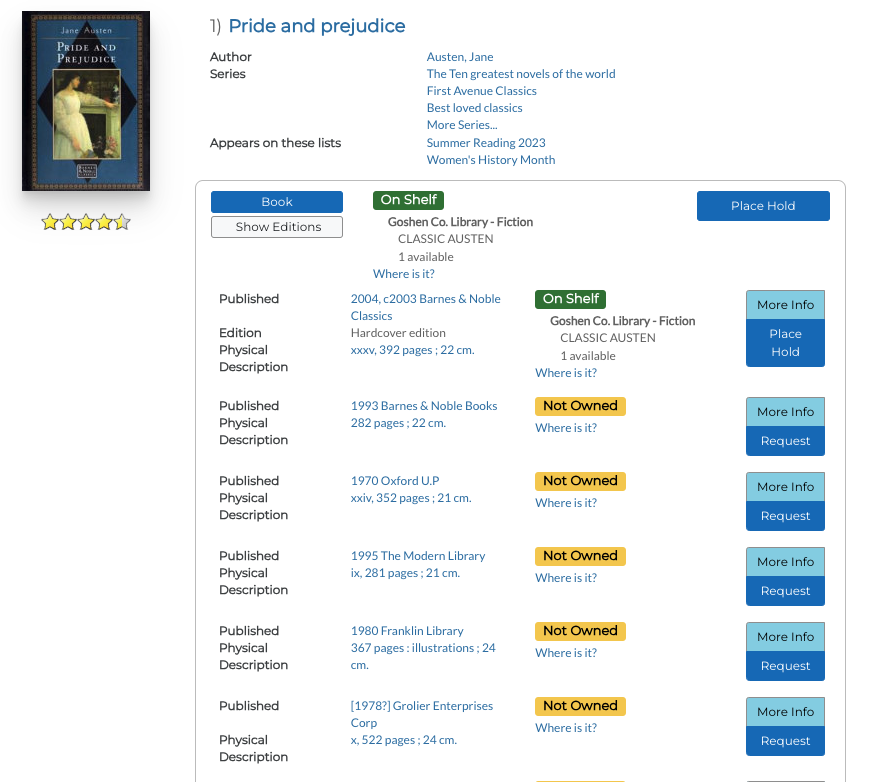 Jane Austen
PRIDE AND
PREJUDICE
BARNES
& NOBLE
1) Pride and prejudice
Author Austen, Jane
Series The Ten greatest novels of the world
First Avenue Classics
Best loved classics
More Series...
Appears on these lists Summer Reading 2023
Women's History Month
Book On Shelf Place Hold
Show Editions Goshen Co. Library - Fiction
CLASSIC AUSTEN
1 available
Where is it?
Published 2004, c2003 Barnes & Noble On Shelf More Info
Classics Goshen Co. Library - Fiction
Edition Hardcover edition CLASSIC AUSTEN Place
Physical xxxv, 392 pages ; 22 cm. 1 available Hold
Description Where is it?
Published 1993 Barnes & Noble Books Not Owned More Info
Physical 282 pages ; 22 cm. Where is it? Request
Description
Published 1970 Oxford U.P Not Owned More Info
Physical xxiv, 352 pages ; 21 cm. Where is it? Request
Description
Published 1995 The Modern Library Not Owned More Info
Physical ix, 281 pages ; 21 cm. Where is it? Request
Description
Published 1980 Franklin Library Not Owned More Info
Physical 367 pages : illustrations ; 24 Where is it? Request
Description cm.
Published [1978?] Grolier Enterprises Not Owned More Info
Corp Where is it?
Physical x, 522 pages ; 24 cm. Request
Description